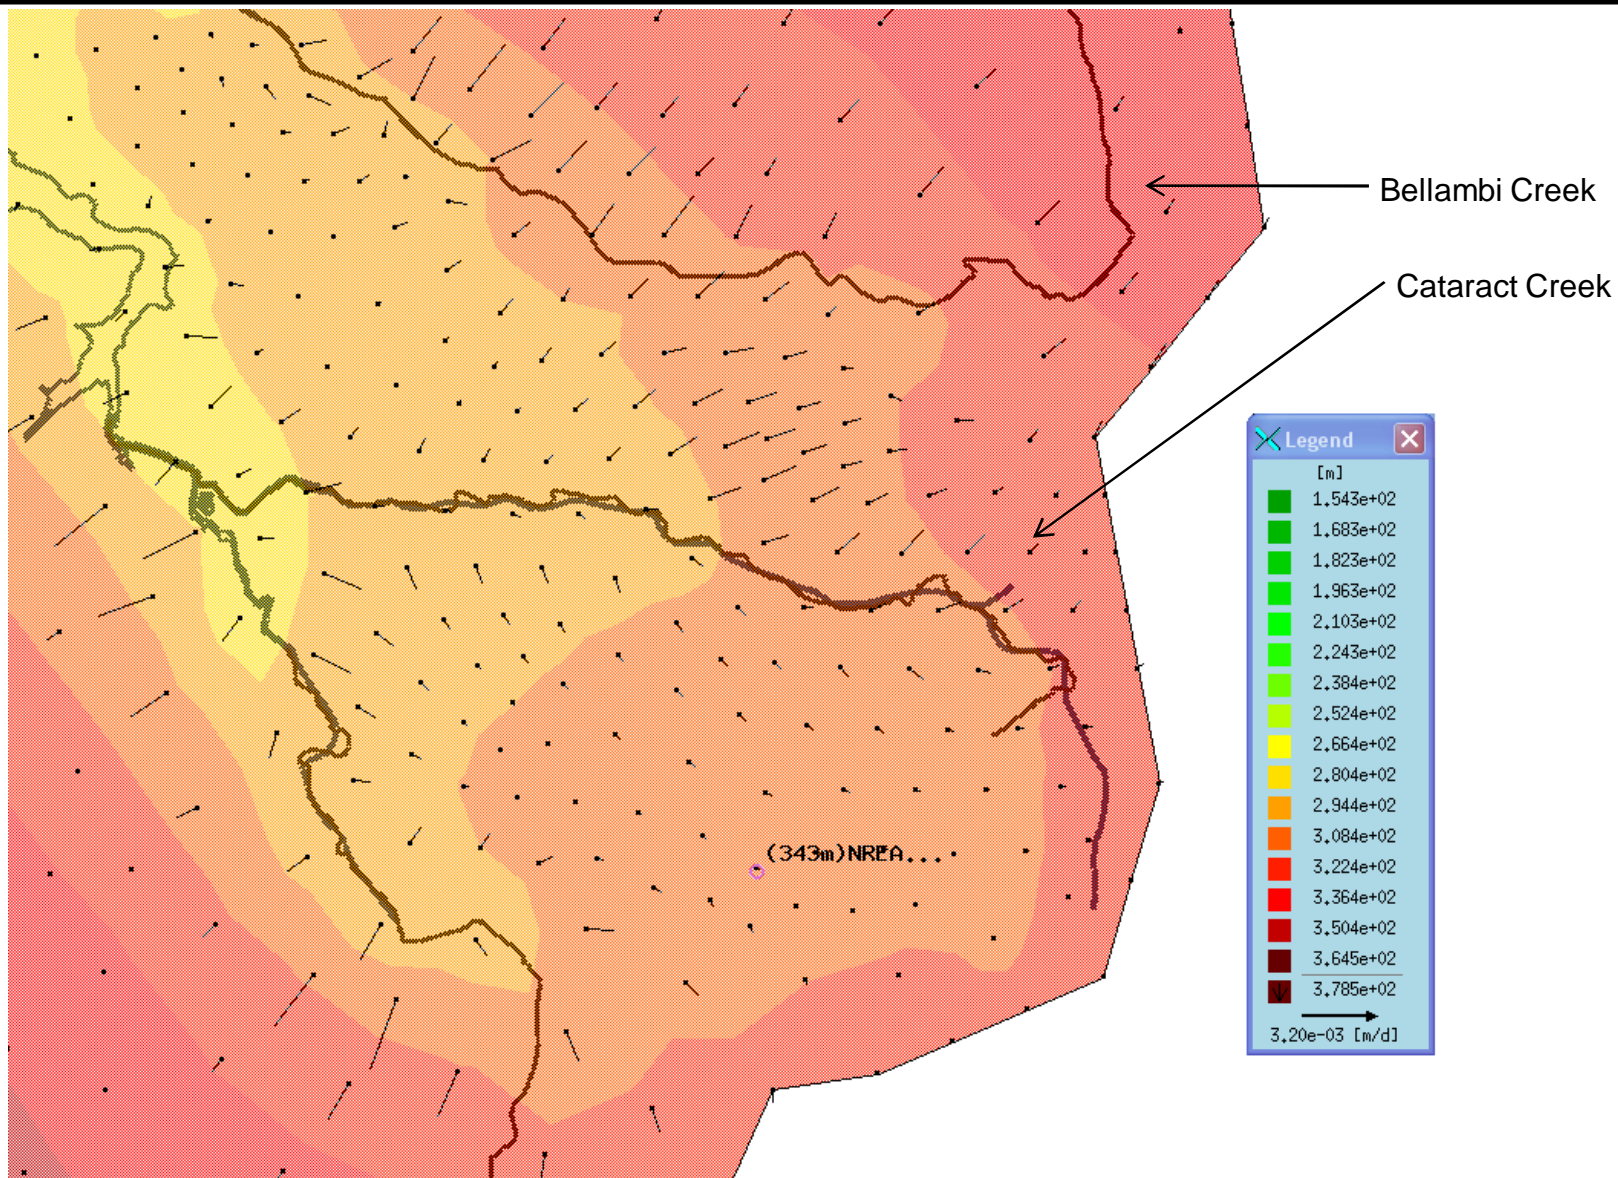 Bellambi Creek
Cataract Creek
Legend
[m]
1.543e+02
1.683e+02
1.823e+02
1.963e+02
2.103e+02
2.243e+02
2.384e+02
2.524e+02
2.664e+02
2.804e+02
2.944e+02
3.084e+02
3.224e+02
3.364e+02
3.504e+02
3.645e+02
3.785e+02
3.20e-03 [m/d]
(343m)NREA...